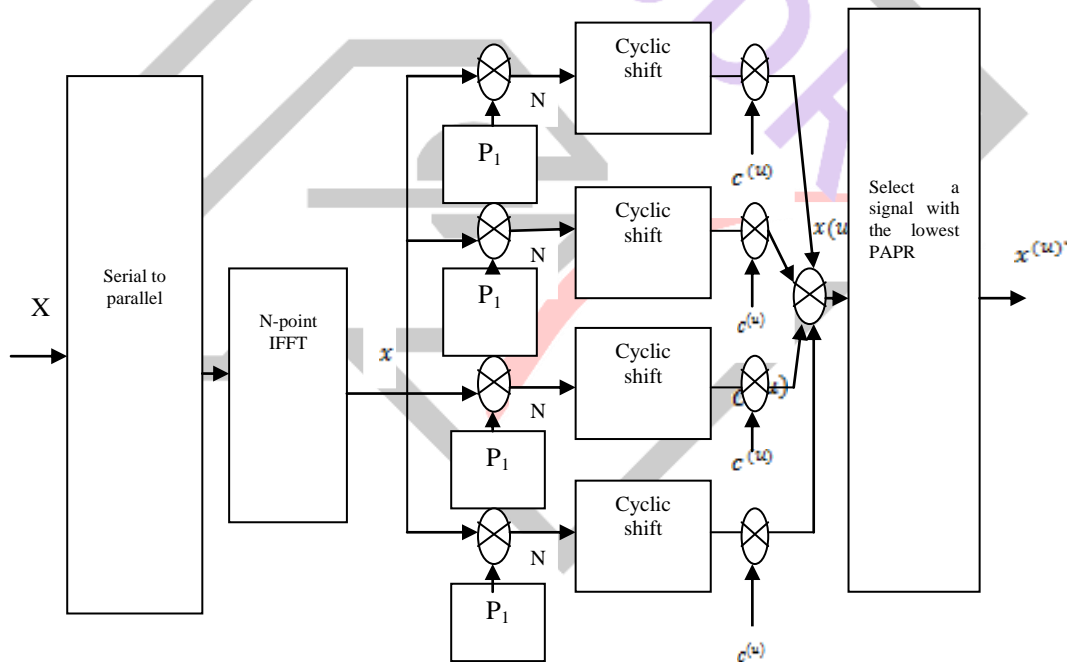 X
Serial to
parallel
N-point
IFFT
x
N
P₁
Cyclic
shift
c⁽ᵘ⁾
N
P₁
Cyclic
shift
c⁽ᵘ⁾
N
P₁
Cyclic
shift
c⁽ᵘ⁾
N
P₁
Cyclic
shift
c⁽ᵘ⁾
x(u
Select a
signal with
the lowest
PAPR